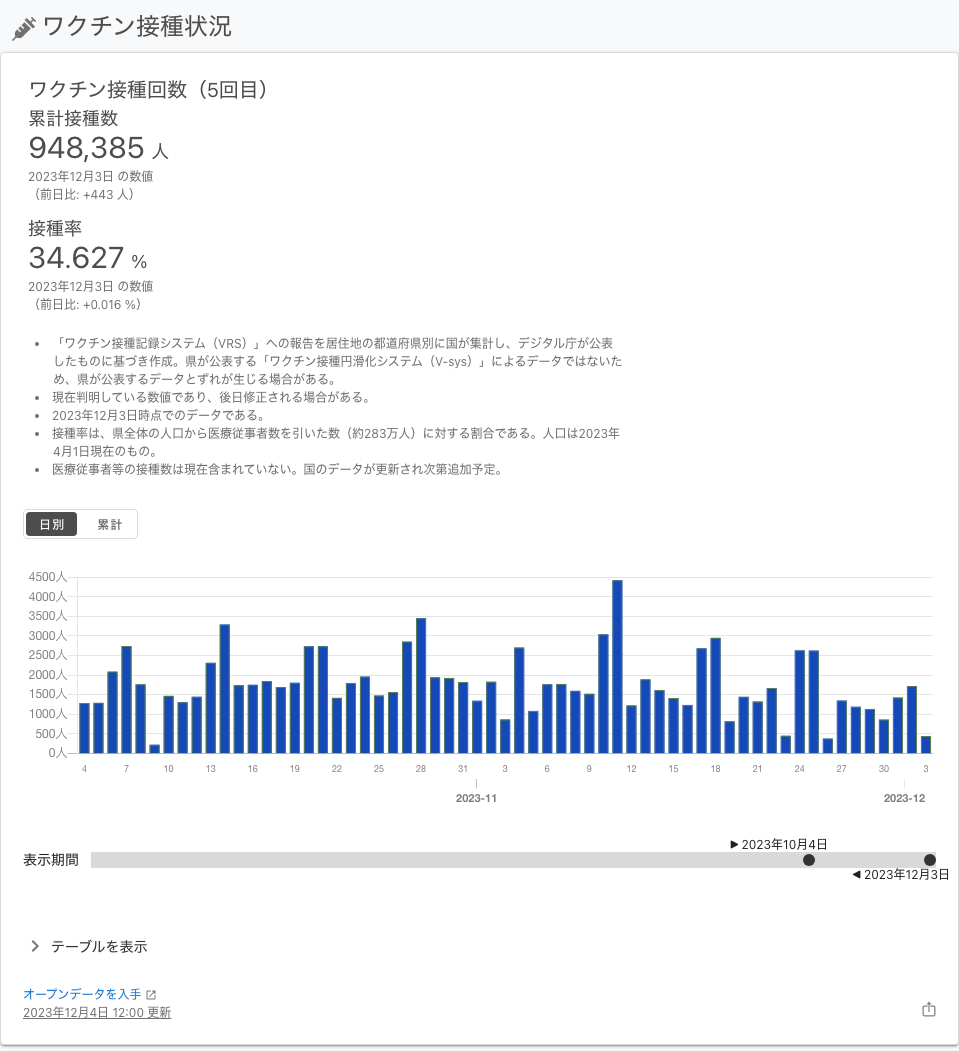 ワクチン接種状況
ワクチン接種回数（5回目）
累計接種数
948,385 人
2023年12月3日 の数値
（前日比: +443 人）
接種率
34.627 %
2023年12月3日 の数値
（前日比: +0.016 %）
• 「ワクチン接種記録システム（VRS）」への報告を居住地の都道府県別に国が集計し、デジタル庁が公表
したものに基づき作成。県が公表する「ワクチン接種円滑化システム（V-sys）」によるデータではないた
め、県が公表するデータとずれが生じる場合がある。
• 現在判明している数値であり、後日修正される場合がある。
• 2023年12月3日時点でのデータである。
• 接種率は、県全体の人口から医療従事者数を引いた数（約283万人）に対する割合である。人口は2023年
4月1日現在のもの。
• 医療従事者等の接種数は現在含まれていない。国のデータが更新され次第追加予定。
日別 累計
4500人
4000人
3500人
3000人
2500人
2000人
1500人
1000人
500人
0人
4 7 10 13 16 19 22 25 28 31 3 6 9 12 15 18 21 24 27 30 3
2023-11 2023-12
▶ 2023年10月4日
表示期間
◀ 2023年12月3日
テーブルを表示
オープンデータを入手
2023年12月4日 12:00 更新